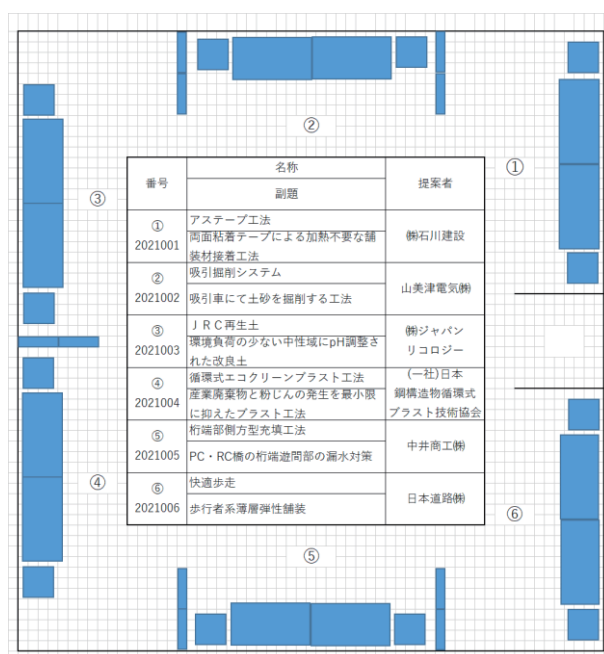 ②
①
③
番号
名称
副題
提案者
①
2021001
アステープ工法
両面粘着テープによる加熱不要な舗
装材接着工法
㈱石川建設
②
2021002
吸引掘削システム
吸引車にて土砂を掘削する工法
山美津電気㈱
③
2021003
ＪＲＣ再生土
環境負荷の少ない中性域にpH調整さ
れた改良土
㈱ジャパン
リコロジー
④
2021004
循環式エコクリーンブラスト工法
産業廃棄物と粉じんの発生を最小限
に抑えたブラスト工法
(一社)日本
鋼構造物循環式
ブラスト技術協会
⑤
2021005
桁端部側方型充填工法
PC・RC橋の桁端遊間部の漏水対策
中井商工㈱
⑥
2021006
快適歩走
歩行者系薄層弾性舗装
日本道路㈱
④
⑥
⑤